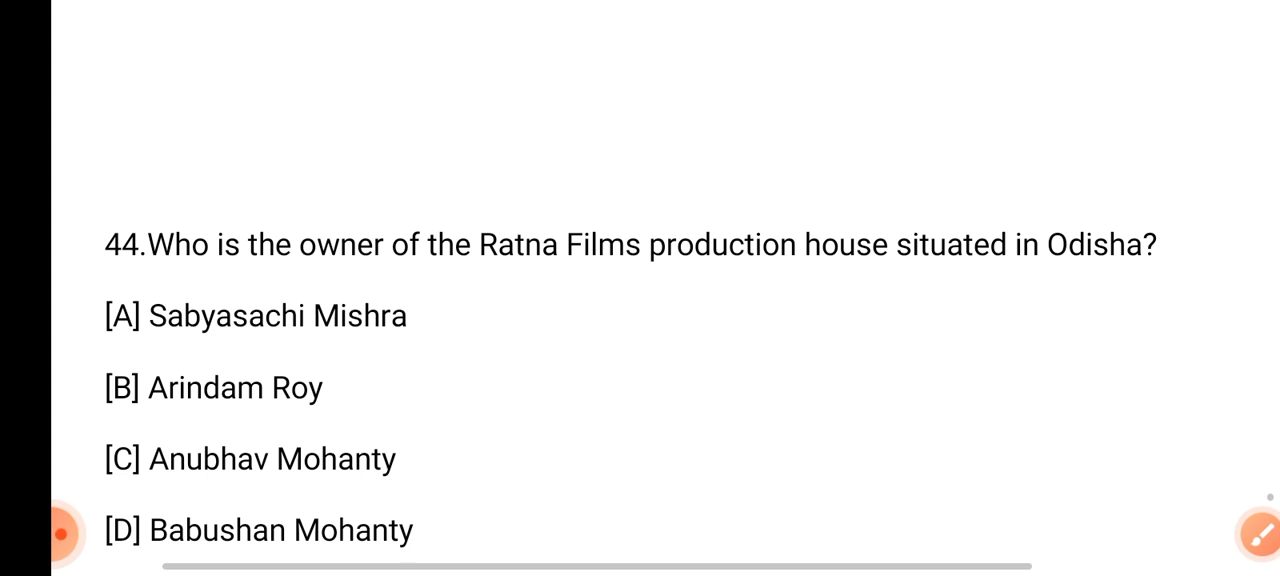 44.Who is the owner of the Ratna Films production house situated in Odisha?
[A] Sabyasachi Mishra
[B] Arindam Roy
[C] Anubhav Mohanty
[D] Babushan Mohanty